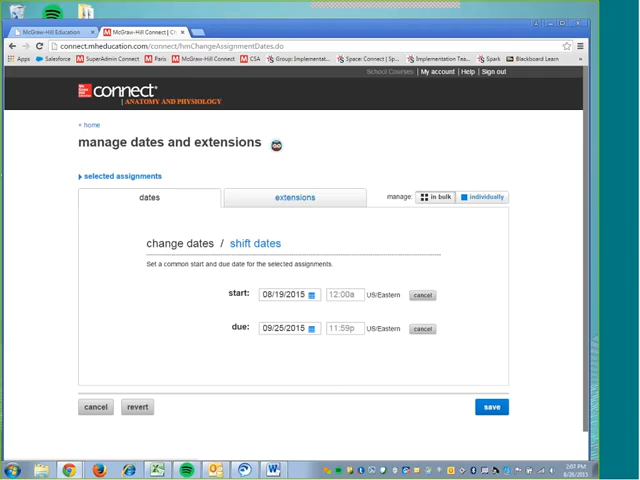 McGraw-Hill Education
McGraw-Hill Connect | C
connect.mheducation.com/connect/hmChangeAssignmentDates.do
Apps Salesforce SuperAdmin Connect Paris McGraw-Hill Connect CSA Group: Implementat... Space: Connect | Sp... Implementation Tea... Spark Blackboard Learn
School Courses | My account | Help | Sign out
connect
| ANATOMY AND PHYSIOLOGY
« home
manage dates and extensions
selected assignments
dates extensions manage: in bulk individually
change dates / shift dates
Set a common start and due date for the selected assignments.
start: 08/19/2015 12:00a US/Eastern cancel
due: 09/25/2015 11:59p US/Eastern cancel
cancel revert save
2:07 PM